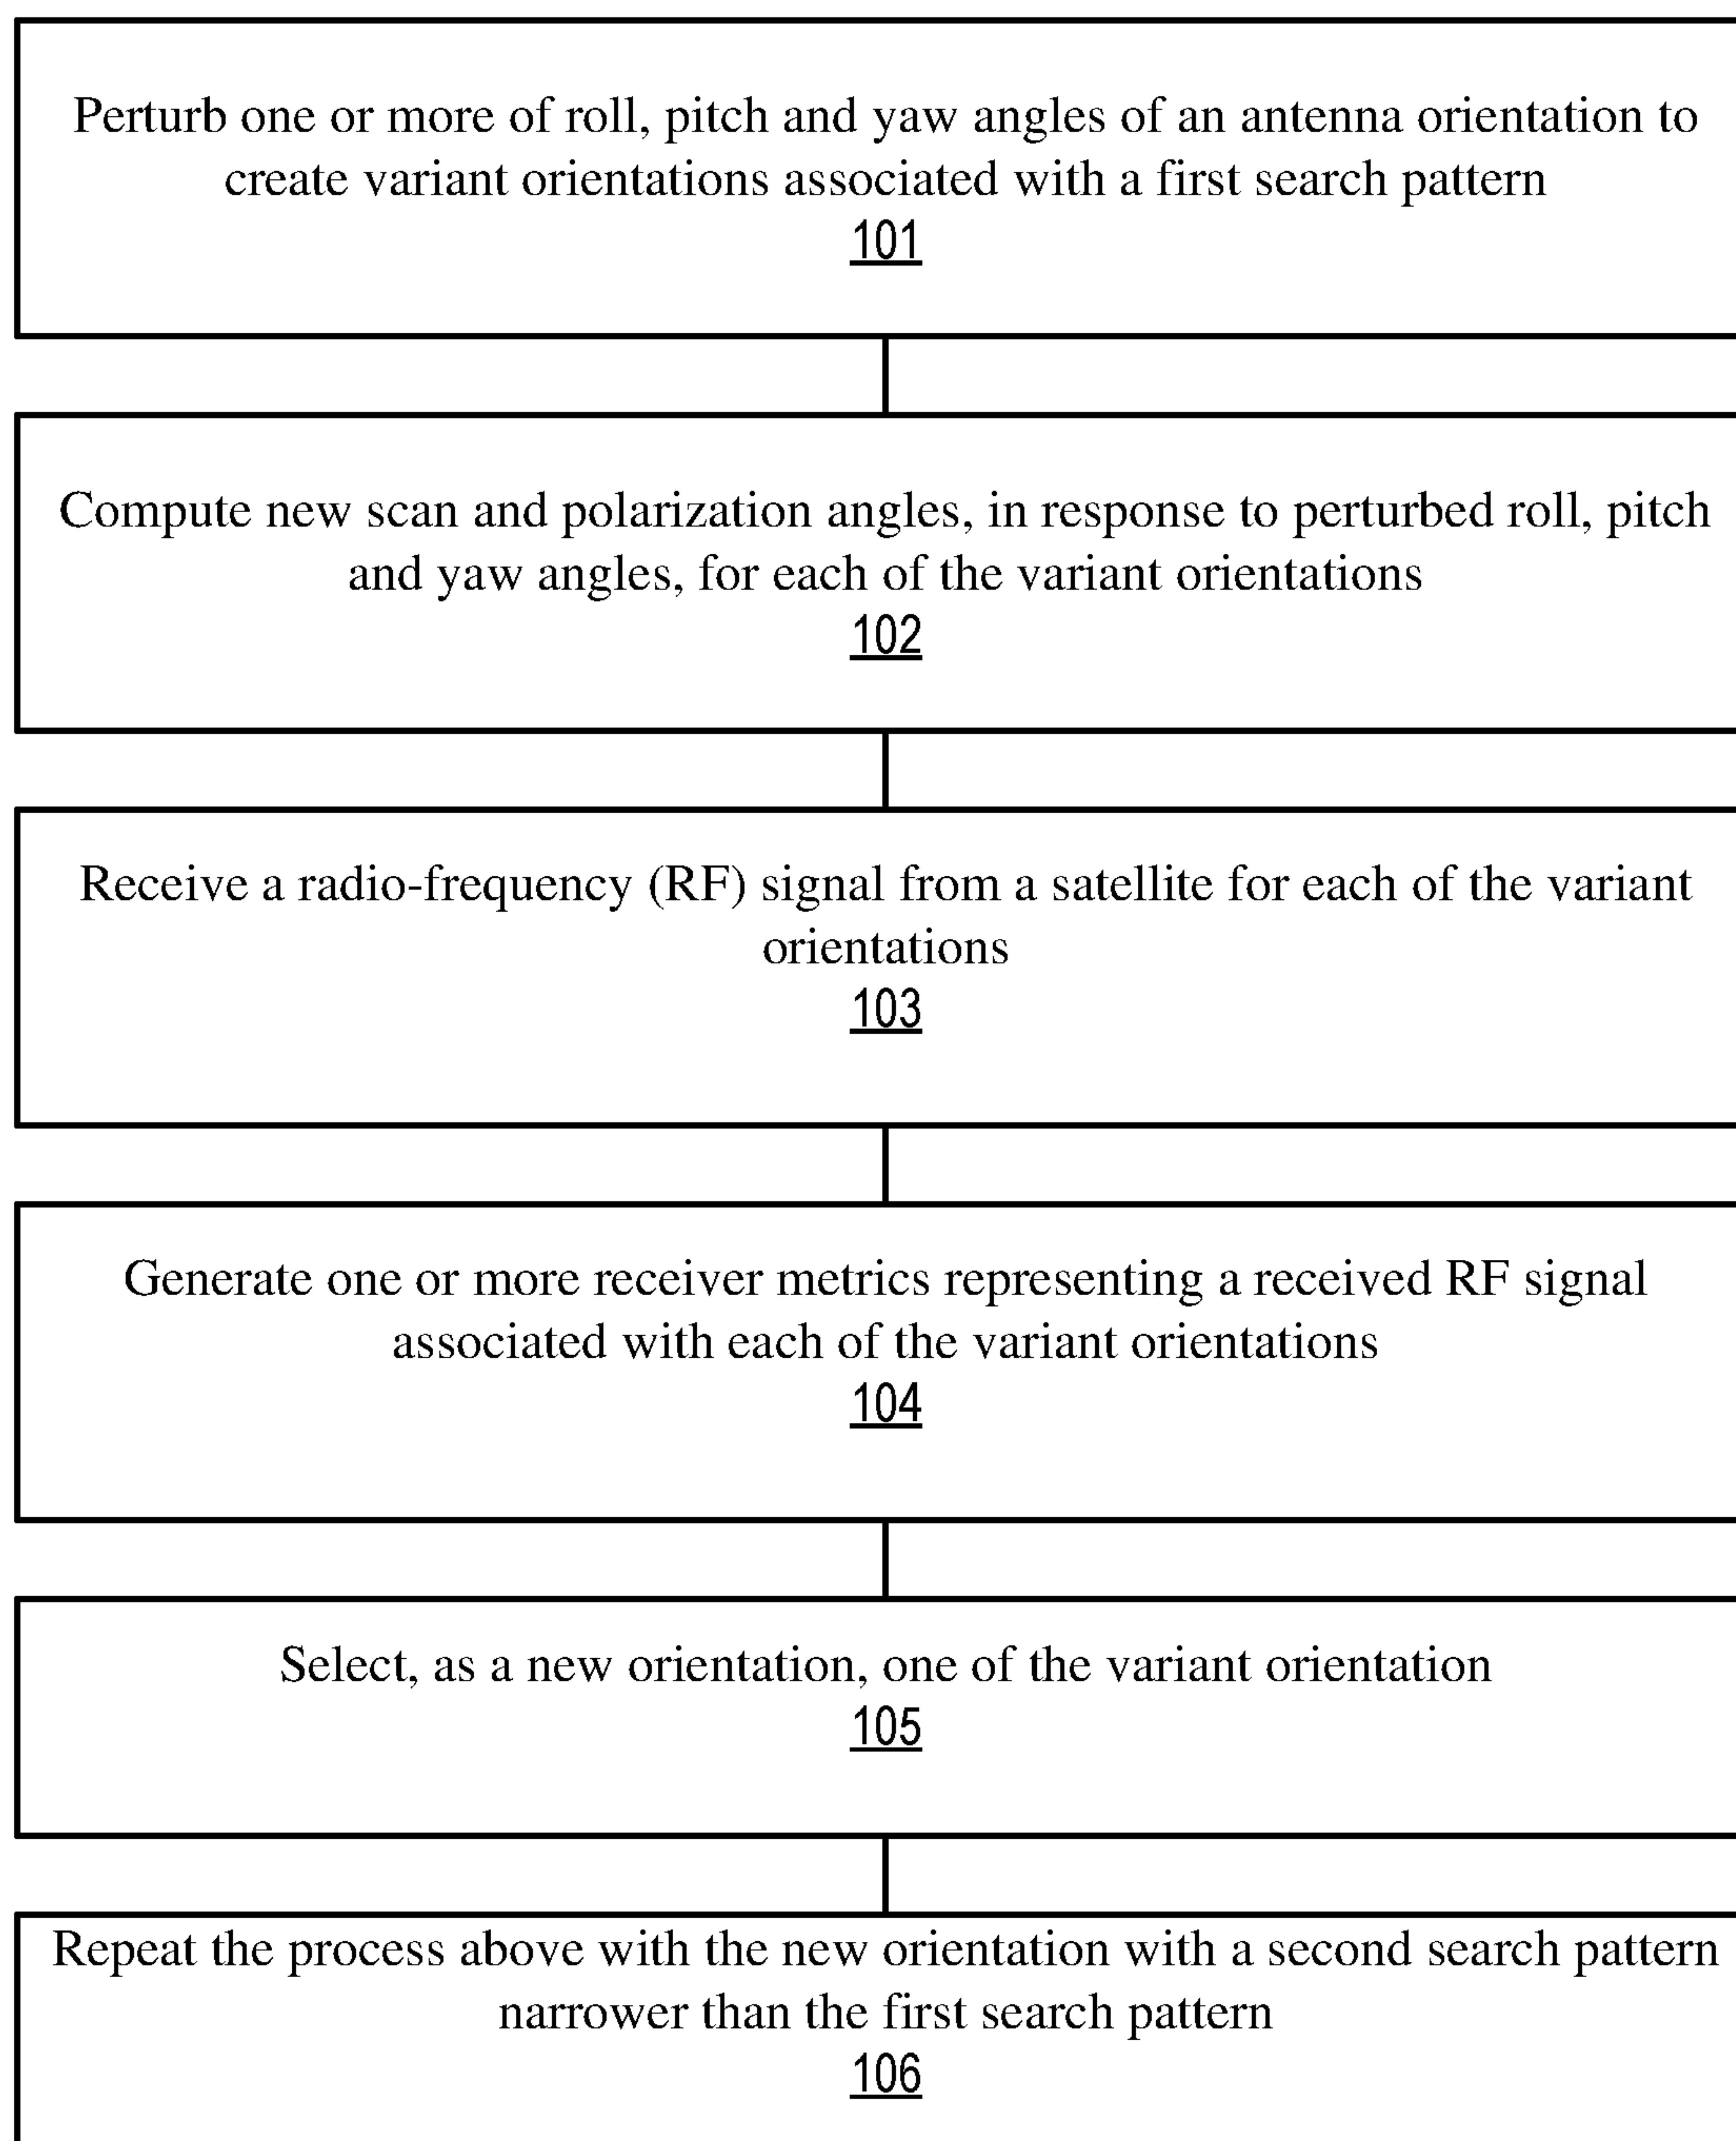 Perturb one or more of roll, pitch and yaw angles of an antenna orientation to
create variant orientations associated with a first search pattern
101
Compute new scan and polarization angles, in response to perturbed roll, pitch
and yaw angles, for each of the variant orientations
102
Receive a radio-frequency (RF) signal from a satellite for each of the variant
orientations
103
Generate one or more receiver metrics representing a received RF signal
associated with each of the variant orientations
104
Select, as a new orientation, one of the variant orientation
105
Repeat the process above with the new orientation with a second search pattern
narrower than the first search pattern
106